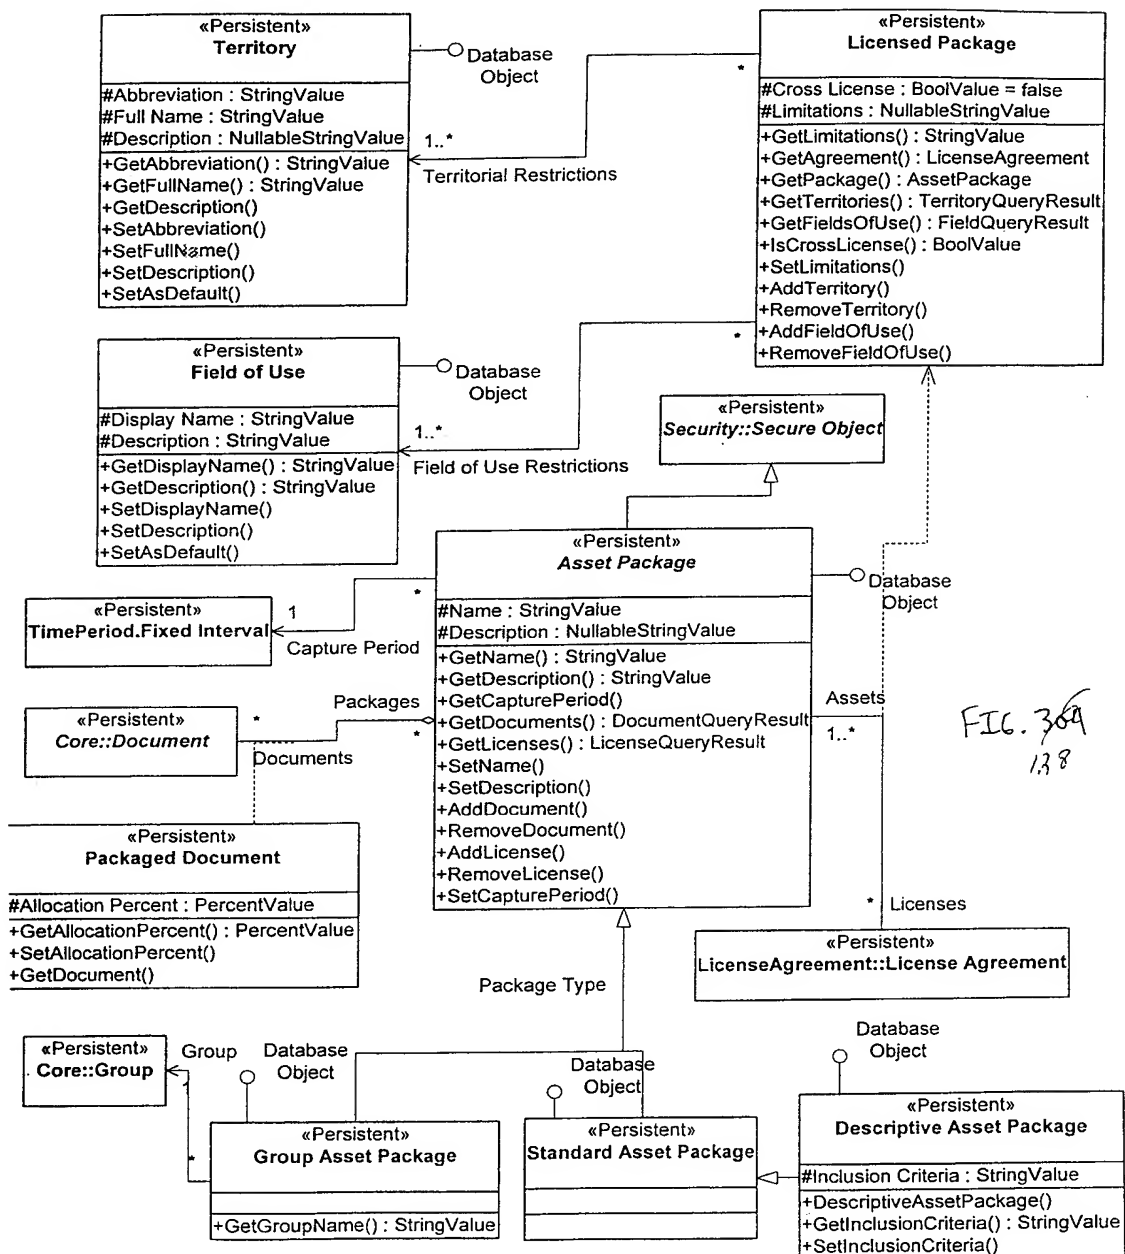 «Persistent»
Territory
#Abbreviation : StringValue
#Full Name : StringValue
#Description : NullableStringValue
+GetAbbreviation() : StringValue
+GetFullName() : StringValue
+GetDescription()
+SetAbbreviation()
+SetFullName()
+SetDescription()
+SetAsDefault()
Database
Object
*
1..*
Territorial Restrictions
«Persistent»
Licensed Package
#Cross License : BoolValue = false
#Limitations : NullableStringValue
+GetLimitations() : StringValue
+GetAgreement() : LicenseAgreement
+GetPackage() : AssetPackage
+GetTerritories() : TerritoryQueryResult
+GetFieldsOfUse() : FieldQueryResult
+IsCrossLicense() : BoolValue
+SetLimitations()
+AddTerritory()
+RemoveTerritory()
+AddFieldOfUse()
+RemoveFieldOfUse()
«Persistent»
Field of Use
#Display Name : StringValue
#Description : StringValue
+GetDisplayName() : StringValue
+GetDescription() : StringValue
+SetDisplayName()
+SetDescription()
+SetAsDefault()
Database
Object
*
1..*
Field of Use Restrictions
«Persistent»
Security::Secure Object
«Persistent»
Asset Package
#Name : StringValue
#Description : NullableStringValue
+GetName() : StringValue
+GetDescription() : StringValue
+GetCapturePeriod()
+GetDocuments() : DocumentQueryResult
+GetLicenses() : LicenseQueryResult
+SetName()
+SetDescription()
+AddDocument()
+RemoveDocument()
+AddLicense()
+RemoveLicense()
+SetCapturePeriod()
Database
Object
«Persistent»
TimePeriod.Fixed Interval
1
*
Capture Period
«Persistent»
Core::Document
Packages
*
*
Documents
Assets
1..*
FIG.
138
«Persistent»
Packaged Document
#Allocation Percent : PercentValue
+GetAllocationPercent() : PercentValue
+SetAllocationPercent()
+GetDocument()
* Licenses
«Persistent»
LicenseAgreement::License Agreement
Package Type
«Persistent»
Core::Group
Group
1
*
Database
Object
«Persistent»
Group Asset Package
+GetGroupName() : StringValue
Database
Object
«Persistent»
Standard Asset Package
Database
Object
«Persistent»
Descriptive Asset Package
#Inclusion Criteria : StringValue
+DescriptiveAssetPackage()
+GetInclusionCriteria() : StringValue
+SetInclusionCriteria()